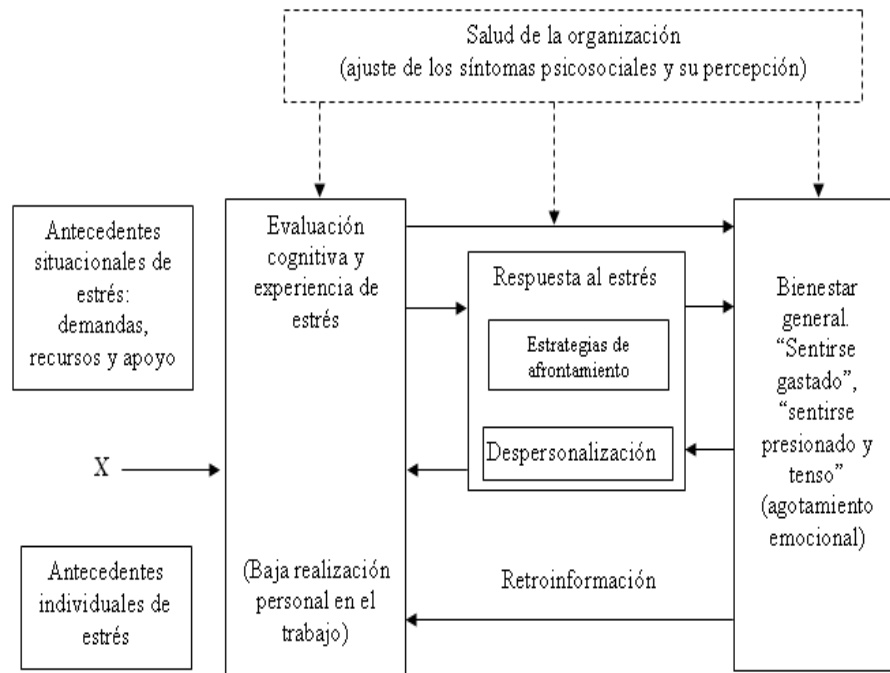 Salud de la organización
(ajuste de los síntomas psicosociales y su percepción)
Antecedentes
situacionales de
estrés:
demandas,
recursos y apoyo
X
Antecedentes
individuales de
estrés
Evaluación
cognitiva y
experiencia de
estrés
(Baja realización
personal en el
trabajo)
Respuesta al estrés
Estrategias de
afrontamiento
Despersonalización
Retroinformación
Bienestar
general.
“Sentirse
gastado”,
“sentirse
presionado y
tenso”
(agotamiento
emocional)